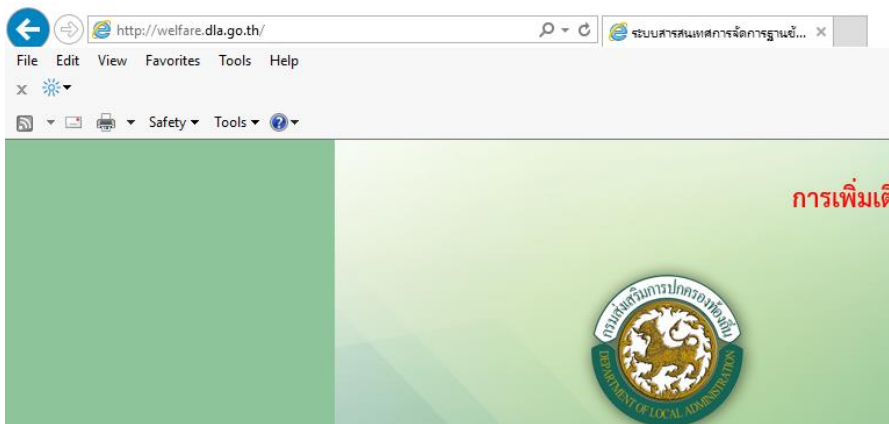 http://welfare.dla.go.th/
ระบบสารสนเทศการจัดการฐานข้...
File Edit View Favorites Tools Help
Safety Tools
การเพิ่มเติ
กรมส่งเสริมการปกครองท้องถิ่น
DEPARTMENT OF LOCAL ADMINISTRATION